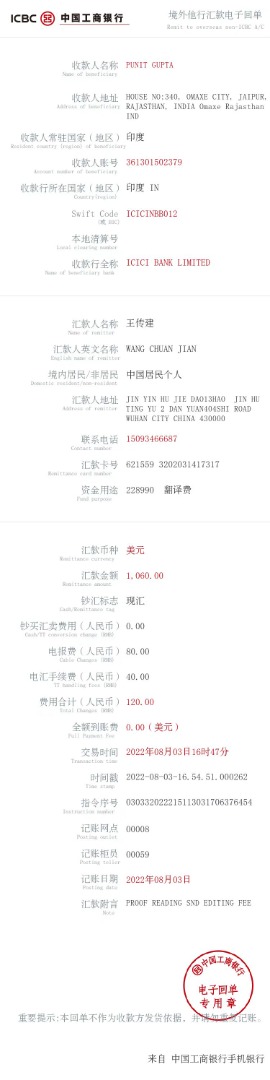 ICBC 中国工商银行
境外他行汇款电子回单
Remit to overseas non-ICBC A/C
收款人名称 PUNIT GUPTA
Name of beneficiary
收款人地址 HOUSE NO:340, OMAXE CITY, JAIPUR,
Address of beneficiary RAJASTHAN, INDIA Omaxe Rajasthan
IND
收款人常驻国家（地区） 印度
Resident country (region) of beneficiary
收款人账号 361301502379
Account number of beneficiary
收款行所在国家（地区） 印度 IN
Country(region)
Swift Code ICICINBB012
(或 BIC)
本地清算号
Local clearing number
收款行全称 ICICI BANK LIMITED
Name of beneficiary bank
汇款人名称 王传建
Name of remitter
汇款人英文名称 WANG CHUAN JIAN
English name of remitter
境内居民/非居民 中国居民个人
Domestic resident/non-resident
汇款人地址 JIN YIN HU JIE DAO13HAO JIN HU
Address of remitter TING YU 2 DAN YUAN404SHI ROAD
WUHAN CITY CHINA 430000
联系电话 15093466687
Contact number
汇款卡号 621559 3202031417317
Remittance card number
资金用途 228990 翻译费
Fund purpose
汇款币种 美元
Remittance currency
汇款金额 1,060.00
Remittance amount
钞汇标志 现汇
Cash/Remittance tag
钞买汇卖费用（人民币） 0.00
Cash/TT conversion change (RMB)
电报费（人民币） 80.00
Cable Changes (RMB)
电汇手续费（人民币） 40.00
TT Handling Fees (RMB)
费用合计（人民币） 120.00
Total Changes (RMB)
全额到账费 0.00（美元）
Full Payment Fee
交易时间 2022年08月03日16时47分
Transaction time
时间戳 2022-08-03-16.54.51.000262
Time stamp
指令序号 0303320222151131031706376454
Instruction number
记账网点 00008
Posting outlet
记账柜员 00059
Posting teller
记账日期 2022年08月03日
Posting date
汇款附言 PROOF READING SND EDITING FEE
Note
中国工商银行
电子回单
专用章
重要提示:本回单不作为收款方发货依据，并请勿重复记账。
来自 中国工商银行手机银行